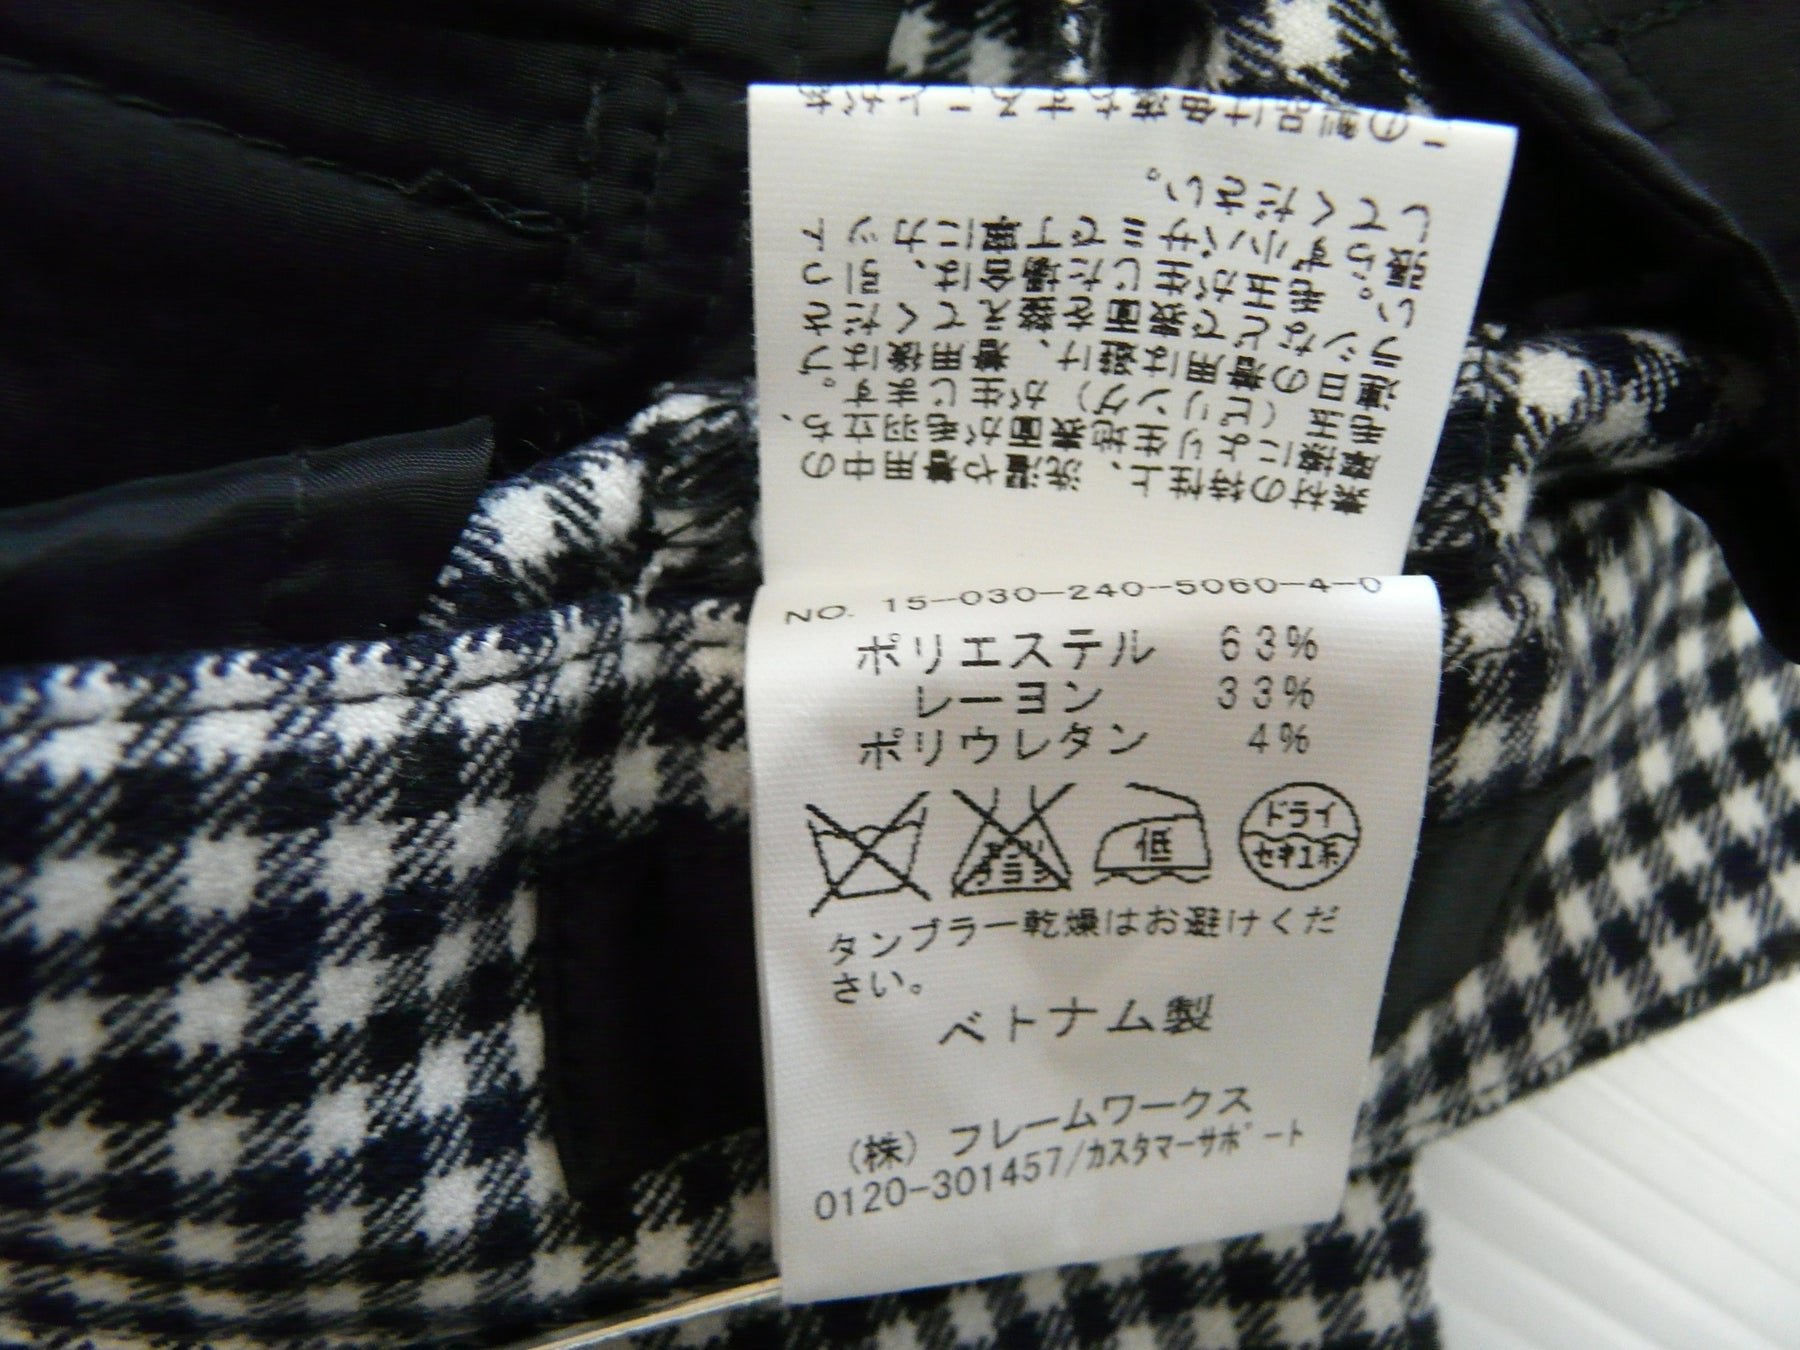 NO. 15-030-240-5060-4-0
ポリエステル 63%
レーヨン 33%
ポリウレタン 4%
エンソ
サラシ
低
ドライ
セキユ系
タンブラー乾燥はお避けくだ
さい。
ベトナム製
(株) フレームワークス
0120-301457/カスタマーサポート
素材の特性上、洗濯や着用中の
摩擦により生地表面が毛羽立ち、
毛玉(ピリング)が生じます。
連日の着用は避け、着用後はブ
ラシなどで表面を整えてくださ
い。毛玉が生じた場合は、引っ
張らず小バサミで丁寧にカット
してください。